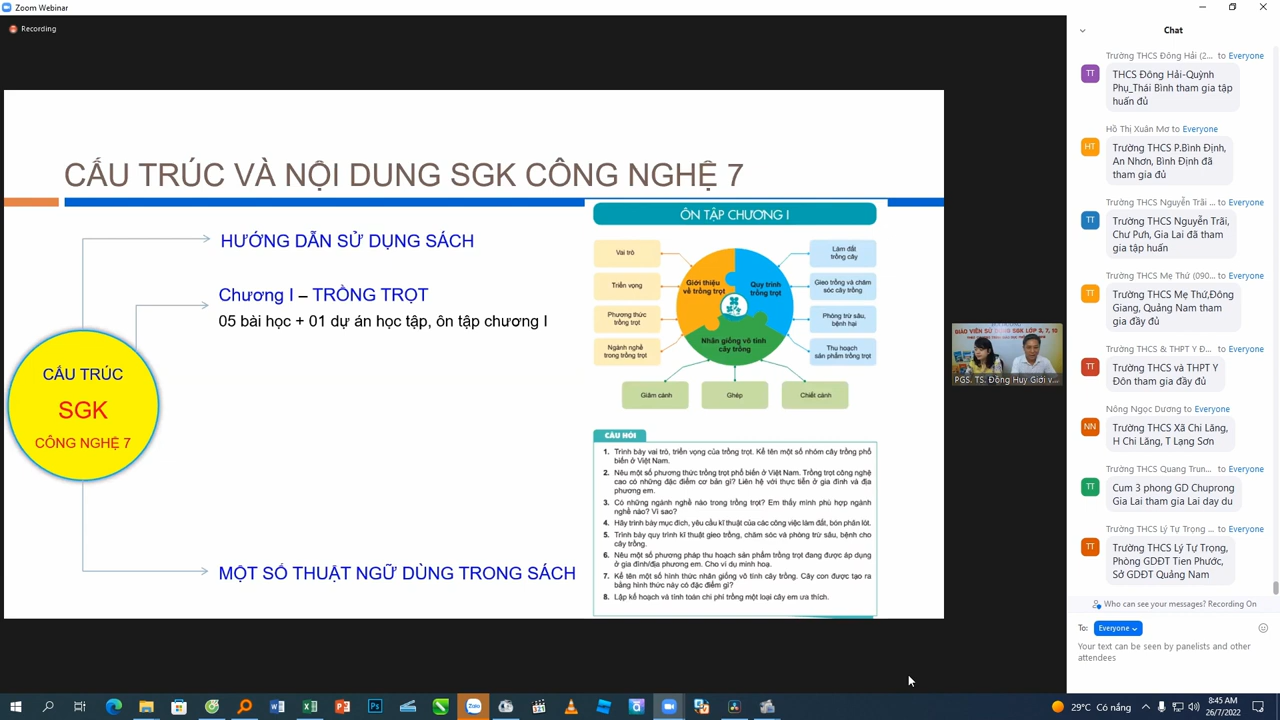 Zoom Webinar
Recording
CẤU TRÚC VÀ NỘI DUNG SGK CÔNG NGHỆ 7
HƯỚNG DẪN SỬ DỤNG SÁCH
Chương I – TRỒNG TRỌT
05 bài học + 01 dự án học tập, ôn tập chương I
CẤU TRÚC
SGK
CÔNG NGHỆ 7
MỘT SỐ THUẬT NGỮ DÙNG TRONG SÁCH
ÔN TẬP CHƯƠNG I
Vai trò
Triển vọng
Phương thức
trồng trọt
Ngành nghề
trong trồng trọt
Giới thiệu
về trồng trọt
Quy trình
trồng trọt
Nhân giống vô tính
cây trồng
Làm đất
trồng cây
Gieo trồng và chăm
sóc cây trồng
Phòng trừ sâu,
bệnh hại
Thu hoạch
sản phẩm trồng trọt
Giâm cành
Ghép
Chiết cành
CÂU HỎI
1. Trình bày vai trò, triển vọng của trồng trọt. Kể tên một số nhóm cây trồng phổ
biến ở Việt Nam.
2. Nêu một số phương thức trồng trọt phổ biến ở Việt Nam. Trồng trọt công nghệ
cao có những đặc điểm cơ bản gì? Liên hệ với thực tiễn ở gia đình và địa
phương em.
3. Có những ngành nghề nào trong trồng trọt? Em thấy mình phù hợp ngành
nghề nào? Vì sao?
4. Hãy trình bày mục đích, yêu cầu kĩ thuật của các công việc làm đất, bón phân lót.
5. Trình bày quy trình kĩ thuật gieo trồng, chăm sóc và phòng trừ sâu, bệnh cho
cây trồng.
6. Nêu một số phương pháp thu hoạch sản phẩm trồng trọt đang được áp dụng
ở gia đình/địa phương em. Cho ví dụ minh hoạ.
7. Kể tên một số hình thức nhân giống vô tính cây trồng. Cây con được tạo ra
bằng hình thức này có đặc điểm gì?
8. Lập kế hoạch và tính toán chi phí trồng một loại cây em ưa thích.
GIÁO VIÊN SỬ DỤNG SGK LỚP 3, 7, 10
PGS. TS. Đồng Huy Giới v...
Chat
Trường THCS Đông Hải (2... to Everyone
TT
THCS Đông Hải-Quỳnh
Phụ_Thái Bình tham gia tập
huấn đủ
Hồ Thị Xuân Mơ to Everyone
HT
Trường THCS P.Bình Định,
An Nhơn, Bình Định đã
tham gia đủ
Trường THCS Nguyễn Trãi ... to Everyone
TT
Trường THCS Nguyễn Trãi,
Chư Pưh, Gia Lai đã tham
gia tập huấn
Trường THCS Mẹ Thứ (090... to Everyone
TT
Trường THCS Mẹ Thứ,Đông
Giang, Quảng Nam tham
gia đầy đủ
Trường THCS & THPT Y Đ... to Everyone
TT
Trường THCS và THPT Y
Đôn tham gia đầy đủ
Nông Ngọc Dương to Everyone
NN
Trường THCS Xã Chi Lăng,
H Chi Lăng, T Lạng Sơn
Trường THCS Quang Trun... to Everyone
TT
Cum 3 phong GD Chuprong
Gia Lai tham gia Lai day du
Trường THCS Lý Tự Trọng ... to Everyone
TT
Trường THCS Lý Tự Trọng,
Phòng GDĐT Tiên Phước,
Sở GDĐT Quảng Nam
Who can see your messages? Recording On
To: Everyone
Your text can be seen by panelists and other
attendees
Zalo
29°C Có nắng
8:45 AM
26/7/2022